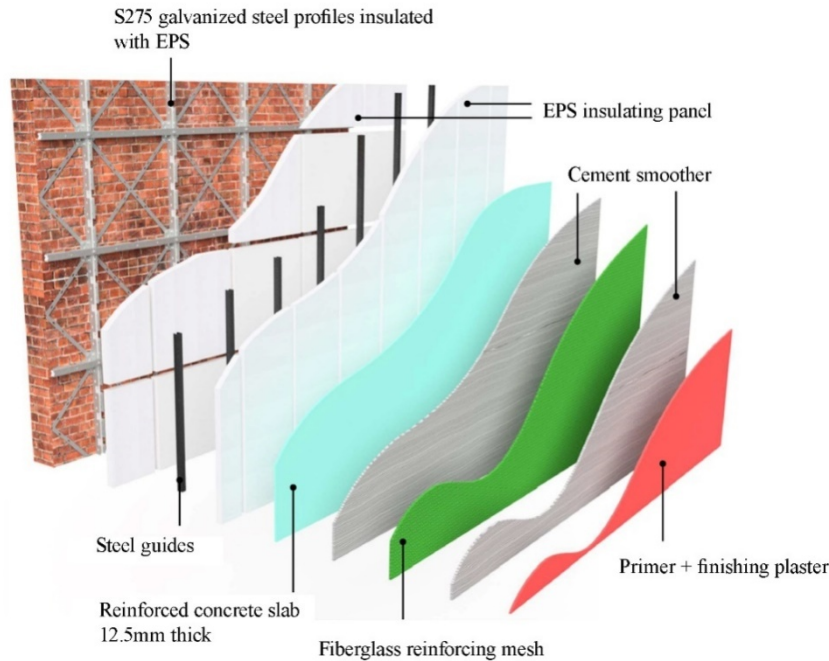 S275 galvanized steel profiles insulated
with EPS
EPS insulating panel
Cement smoother
Steel guides
Primer + finishing plaster
Reinforced concrete slab
12.5mm thick
Fiberglass reinforcing mesh